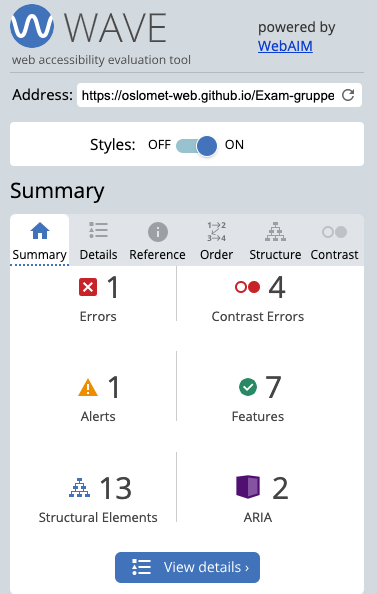 WAVE
powered by
WebAIM
web accessibility evaluation tool
Address: https://oslomet-web.github.io/Exam-gruppe
Styles: OFF ON
Summary
Summary Details Reference Order Structure Contrast
1 4
Errors Contrast Errors
1 7
Alerts Features
13 2
Structural Elements ARIA
View details ›